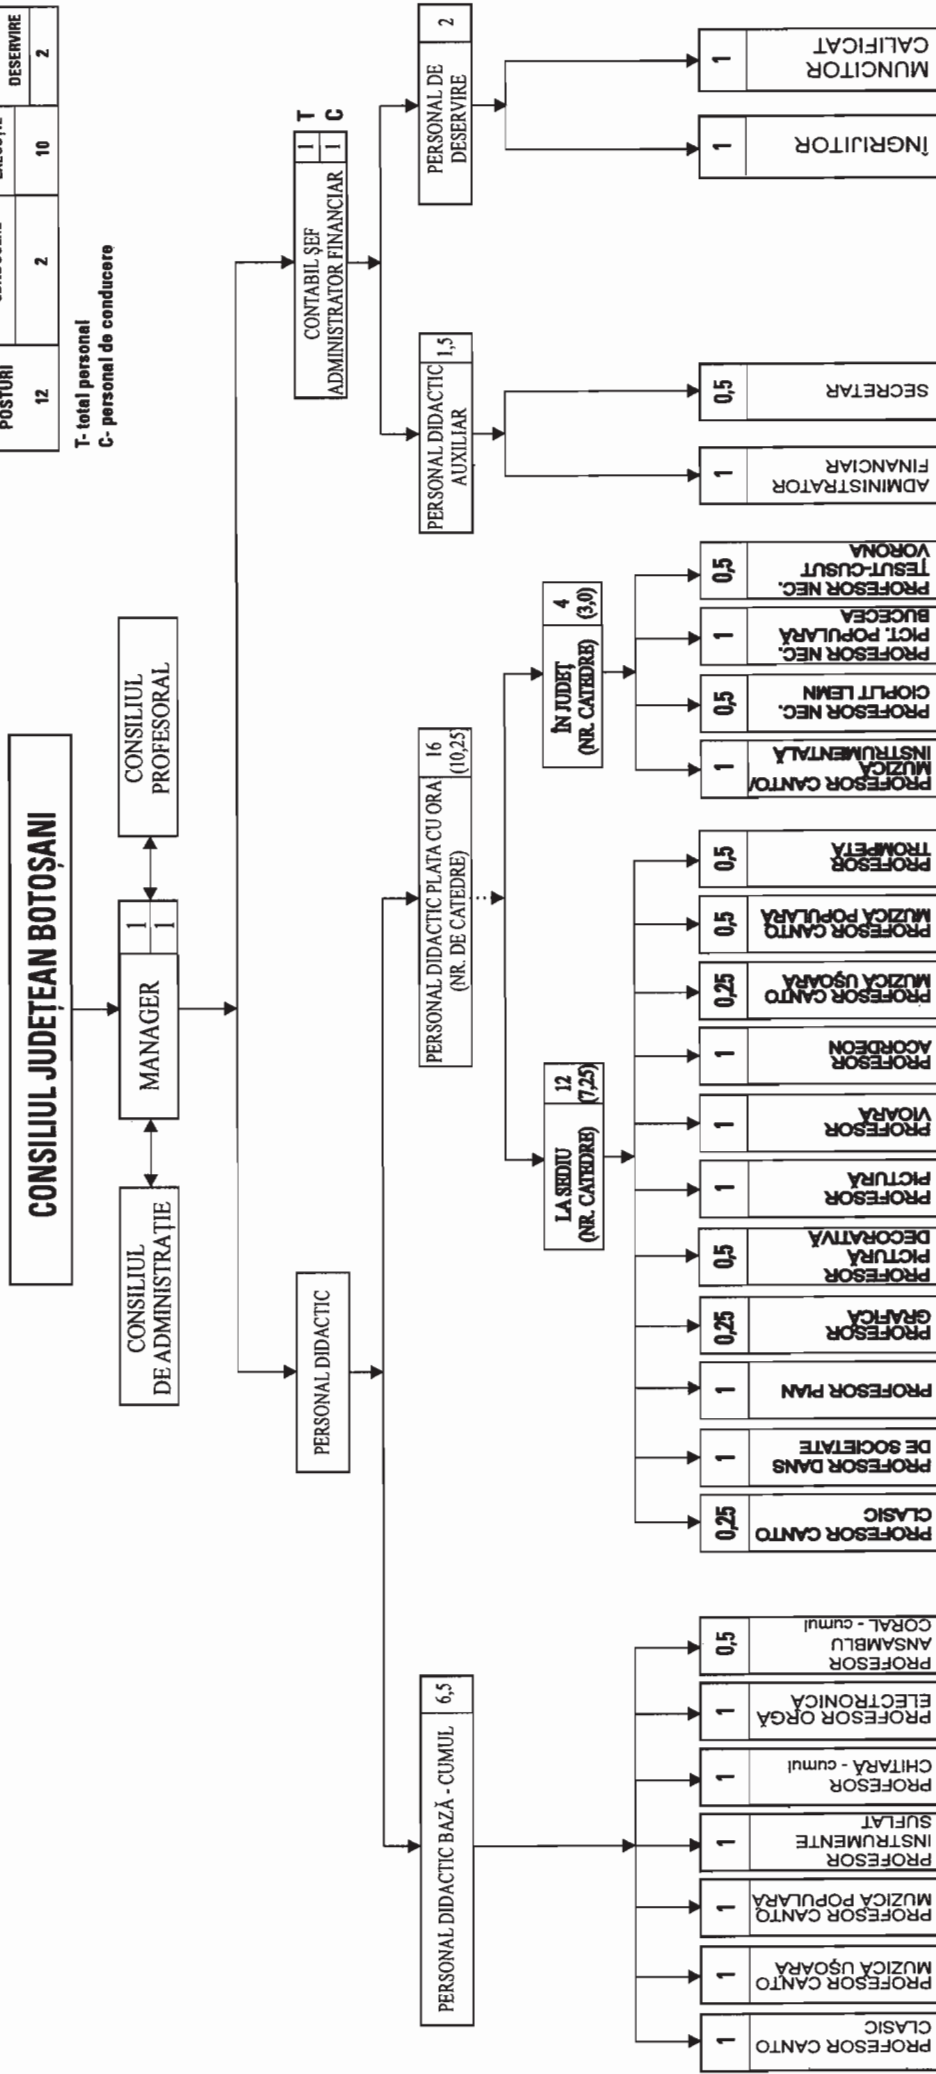 POSTURI
DESERVIRE
12
2
10
2
T- total personal
C- personal de conducere
CONSILIUL JUDEȚEAN BOTOȘANI
CONSILIUL
DE ADMINISTRAȚIE
MANAGER
1
1
CONSILIUL
PROFESORAL
PERSONAL DIDACTIC
CONTABIL ȘEF
ADMINISTRATOR FINANCIAR
1
1
T
C
PERSONAL DIDACTIC BAZĂ - CUMUL
6,5
PERSONAL DIDACTIC PLATA CU ORA
(NR. DE CATEDRE)
16
(10,25)
PERSONAL DIDACTIC
AUXILIAR
1,5
PERSONAL DE
DESERVIRE
2
LA SEDIU
(NR. CATEDRE)
12
(7,25)
ÎN JUDEȚ
(NR. CATEDRE)
4
(3,0)
1
PROFESOR CANTO
CLASIC
1
PROFESOR CANTO
MUZICĂ UȘOARĂ
1
PROFESOR CANTO
MUZICĂ POPULARĂ
1
PROFESOR
INSTRUMENTE
SUFLAT
1
PROFESOR
CHITARĂ - cumul
1
PROFESOR ORGĂ
ELECTRONICĂ
0,5
PROFESOR
ANSAMBLU
CORAL - cumul
0,25
PROFESOR CANTO
CLASIC
1
PROFESOR DANS
DE SOCIETATE
1
PROFESOR PIAN
0,25
PROFESOR
GRAFICĂ
0,5
PROFESOR
PICTURĂ
DECORATIVĂ
1
PROFESOR
PICTURĂ
1
PROFESOR
VIOARĂ
1
PROFESOR
ACORDEON
0,25
PROFESOR CANTO
MUZICĂ UȘOARĂ
0,5
PROFESOR CANTO
MUZICĂ POPULARĂ
0,5
PROFESOR
TROMPETĂ
1
PROFESOR CANTO/
MUZICĂ
INSTRUMENTALĂ
0,5
PROFESOR NEC.
CIOPLIT LEMN
1
PROFESOR NEC.
PICT. POPULARĂ
BUCECEA
0,5
PROFESOR NEC.
ȚESUT-CUSUT
VORONA
1
ADMINISTRATOR
FINANCIAR
0,5
SECRETAR
1
ÎNGRIJITOR
1
MUNCITOR
CALIFICAT